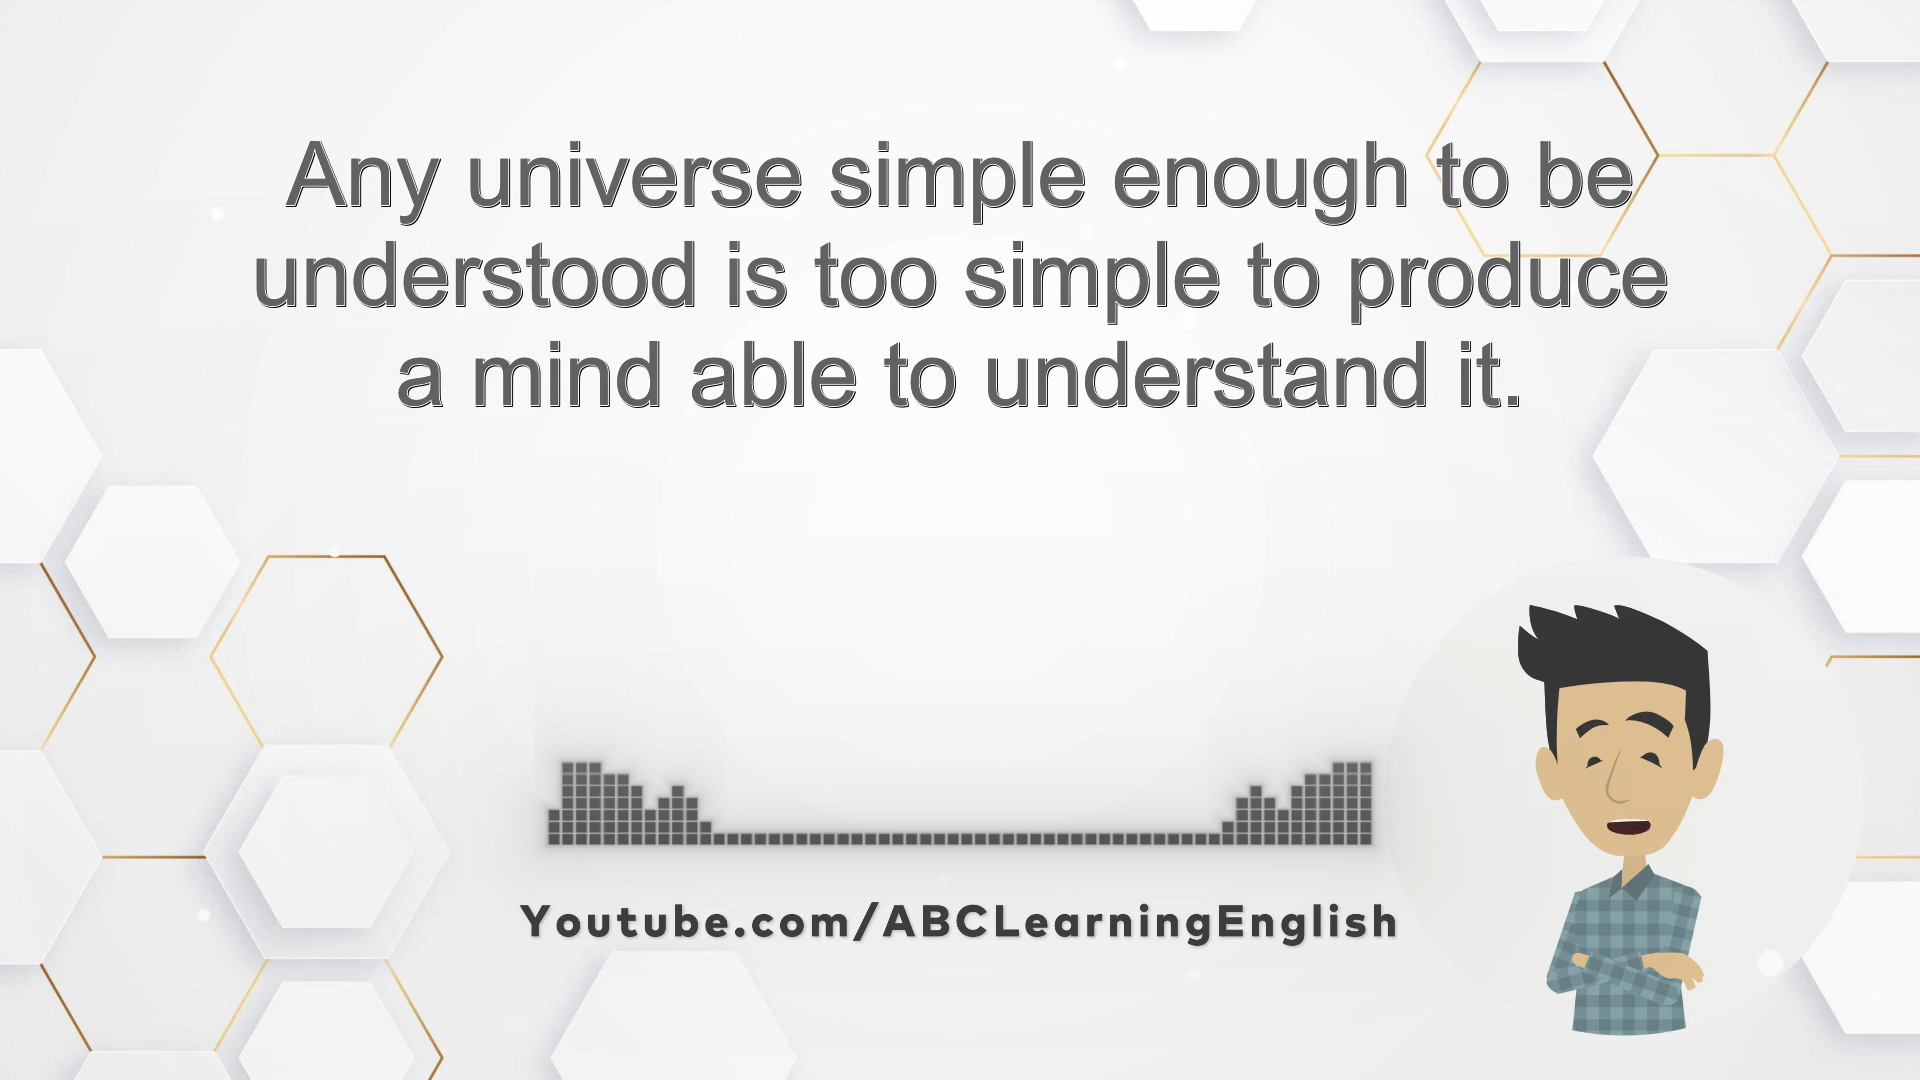 Any universe simple enough to be
understood is too simple to produce
a mind able to understand it.
Youtube.com/ABCLearningEnglish